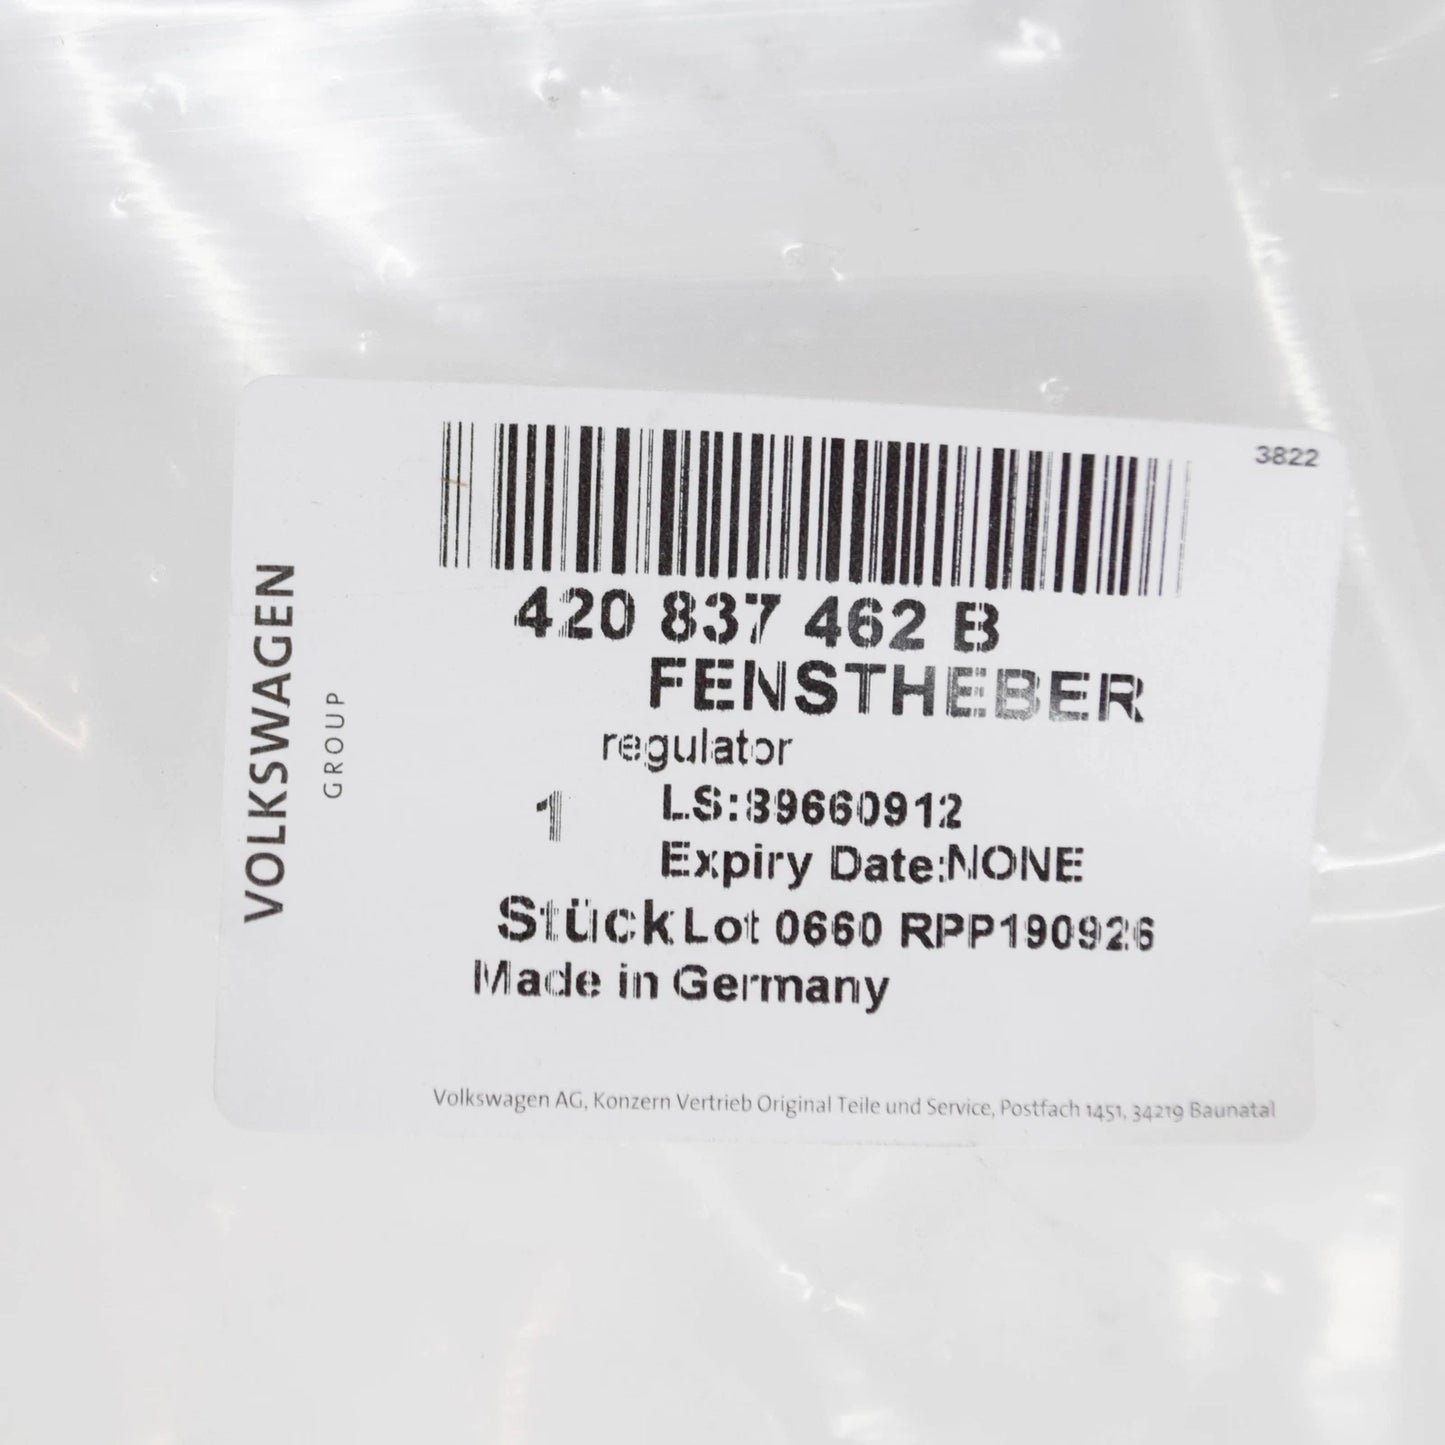 3822
VOLKSWAGEN
GROUP
420 837 462 B
FENSTHEBER
regulator
1 LS:89660912
Expiry Date:NONE
Stück Lot 0660 RPP190926
Made in Germany
Volkswagen AG, Konzern Vertrieb Original Teile und Service, Postfach 1451, 34219 Baunatal